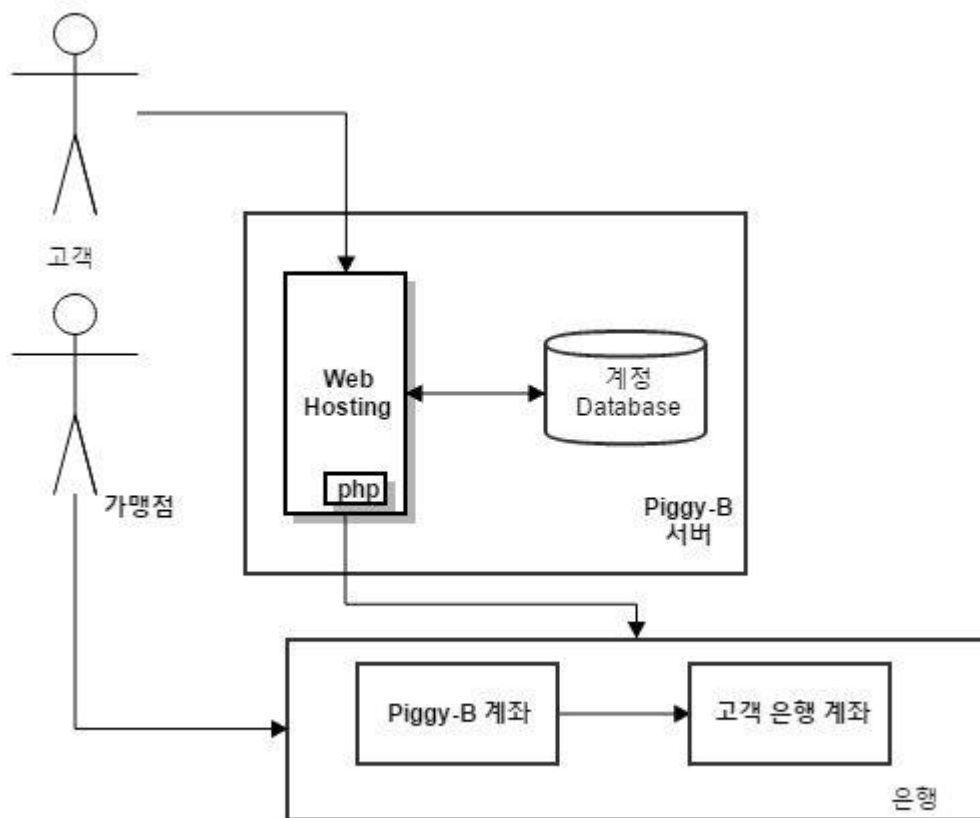 고객
Web
Hosting
php
계정
Database
Piggy-B
서버
가맹점
Piggy-B 계좌
고객 은행 계좌
은행